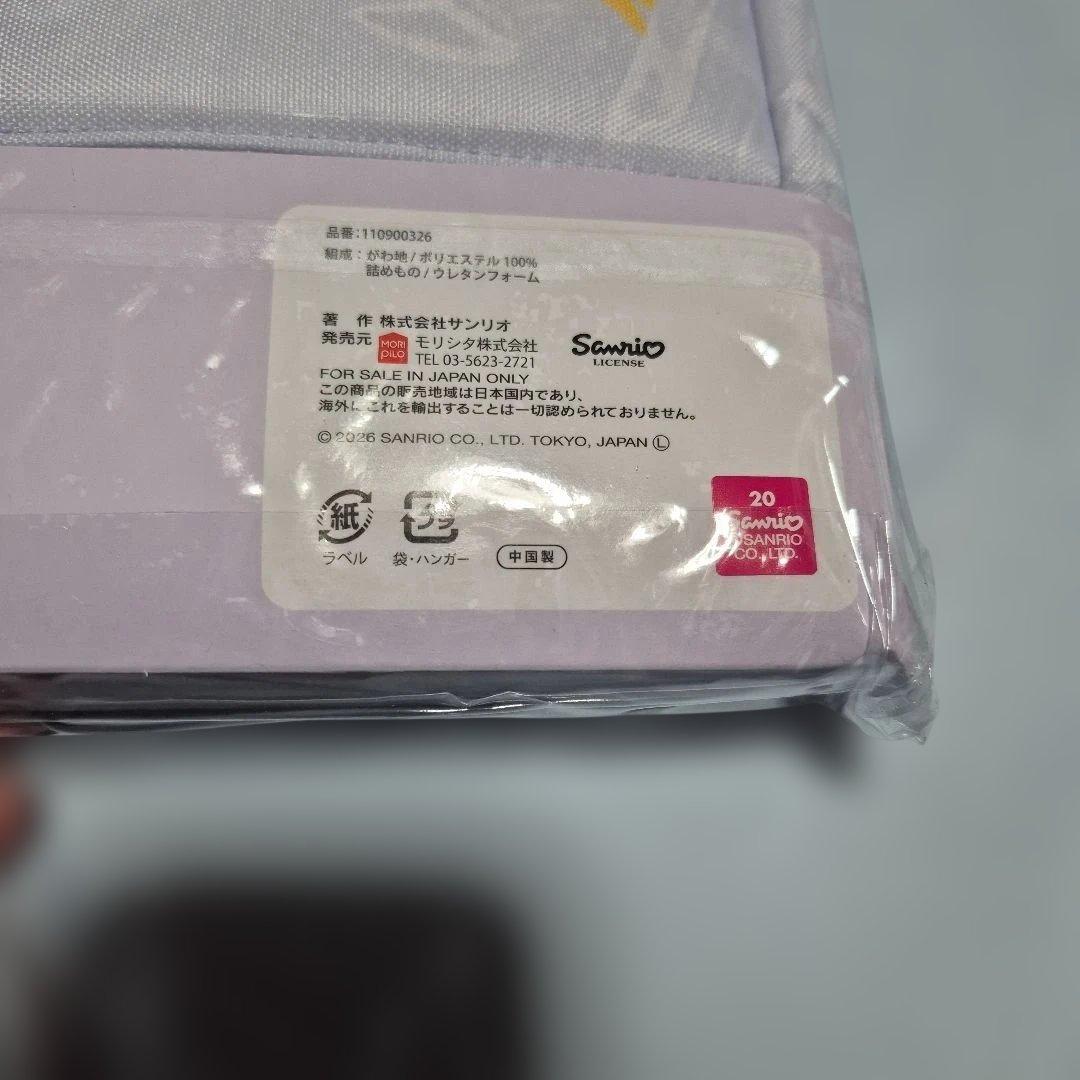 品番:110900326
組成:がわ地/ポリエステル100%
詰めもの/ウレタンフォーム
著 作 株式会社サンリオ
発売元 MORI PiLO モリシタ株式会社
TEL 03-5623-2721
Sanrio
LICENSE
FOR SALE IN JAPAN ONLY
この商品の販売地域は日本国内であり、
海外にこれを輸出することは一切認められておりません。
© 2026 SANRIO CO., LTD. TOKYO, JAPAN Ⓛ
紙
ラベル
プラ
袋・ハンガー
中国製
20
Sanrio
SANRIO
CO., LTD.